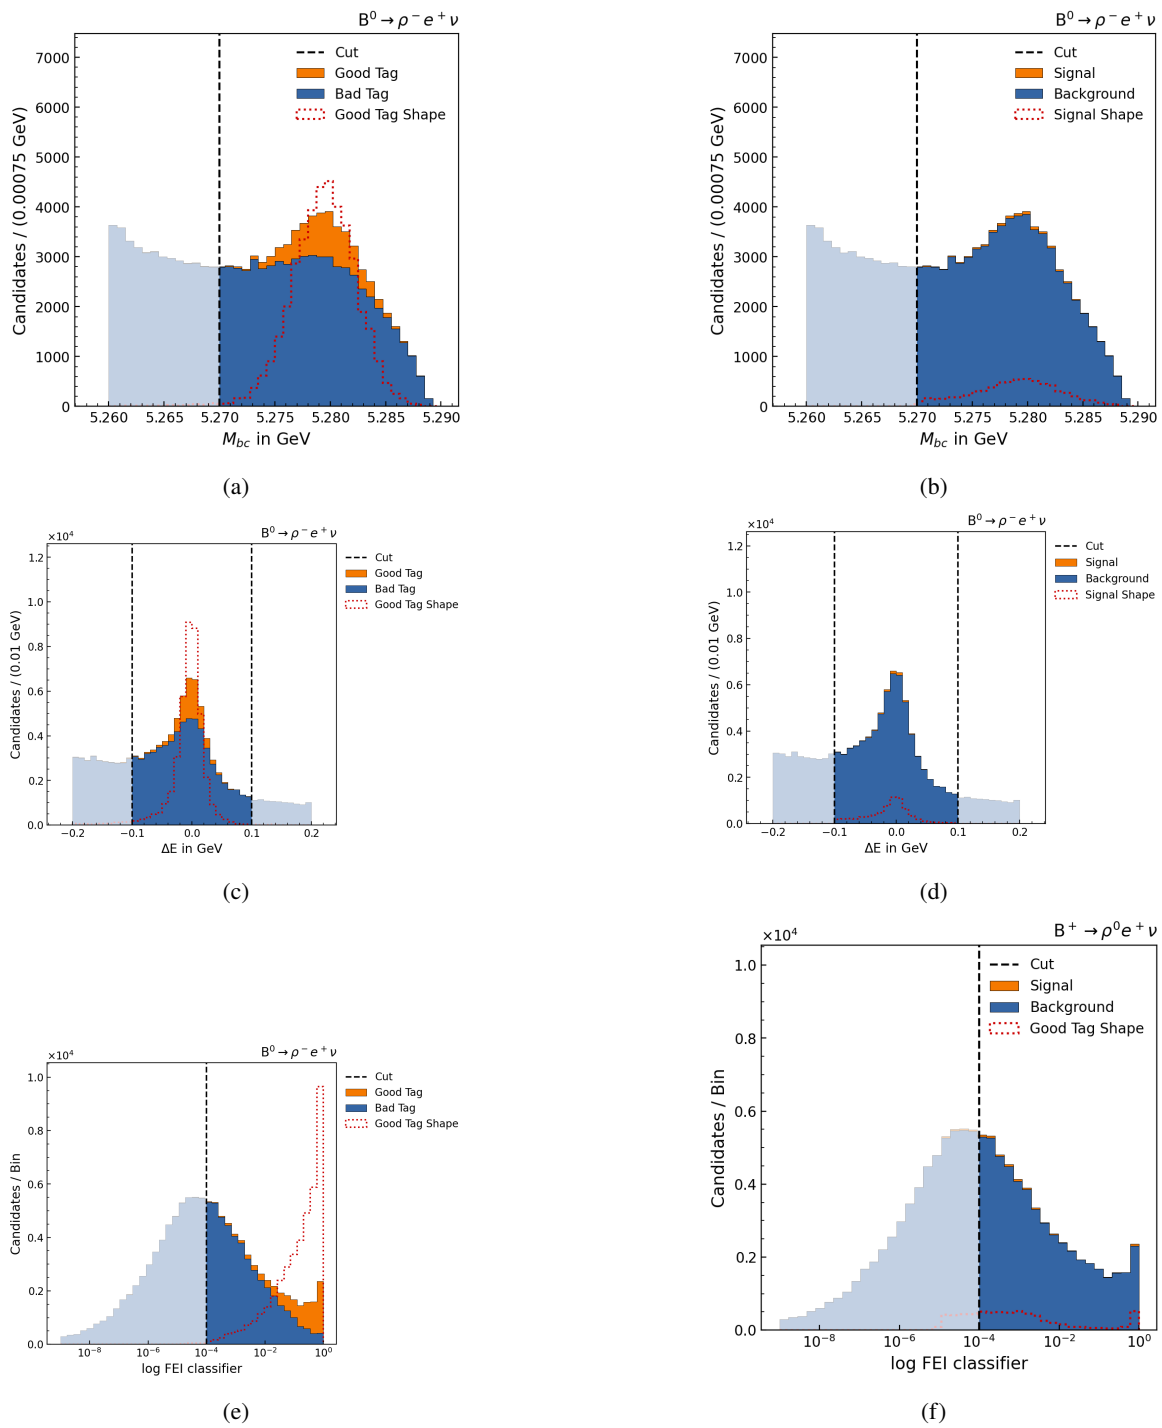 B⁰ → ρ⁻ e⁺ ν
Cut
Good Tag
Bad Tag
Good Tag Shape
Candidates / (0.00075 GeV)
7000
6000
5000
4000
3000
2000
1000
0
5.260 5.265 5.270 5.275 5.280 5.285 5.290
M_bc in GeV
(a)
B⁰ → ρ⁻ e⁺ ν
Cut
Signal
Background
Signal Shape
Candidates / (0.00075 GeV)
7000
6000
5000
4000
3000
2000
1000
0
5.260 5.265 5.270 5.275 5.280 5.285 5.290
M_bc in GeV
(b)
×10⁴
B⁰ → ρ⁻ e⁺ ν
Cut
Good Tag
Bad Tag
Good Tag Shape
Candidates / (0.01 GeV)
1.2
1.0
0.8
0.6
0.4
0.2
0.0
−0.2 −0.1 0.0 0.1 0.2
ΔE in GeV
(c)
×10⁴
B⁰ → ρ⁻ e⁺ ν
Cut
Signal
Background
Signal Shape
Candidates / (0.01 GeV)
1.2
1.0
0.8
0.6
0.4
0.2
0.0
−0.2 −0.1 0.0 0.1 0.2
ΔE in GeV
(d)
×10⁴
B⁰ → ρ⁻ e⁺ ν
Cut
Good Tag
Bad Tag
Good Tag Shape
Candidates / Bin
1.0
0.8
0.6
0.4
0.2
0.0
10⁻⁸ 10⁻⁶ 10⁻⁴ 10⁻² 10⁰
log FEI classifier
(e)
×10⁴
B⁺ → ρ⁰ e⁺ ν
Cut
Signal
Background
Good Tag Shape
Candidates / Bin
1.0
0.8
0.6
0.4
0.2
0.0
10⁻⁸ 10⁻⁶ 10⁻⁴ 10⁻² 10⁰
log FEI classifier
(f)